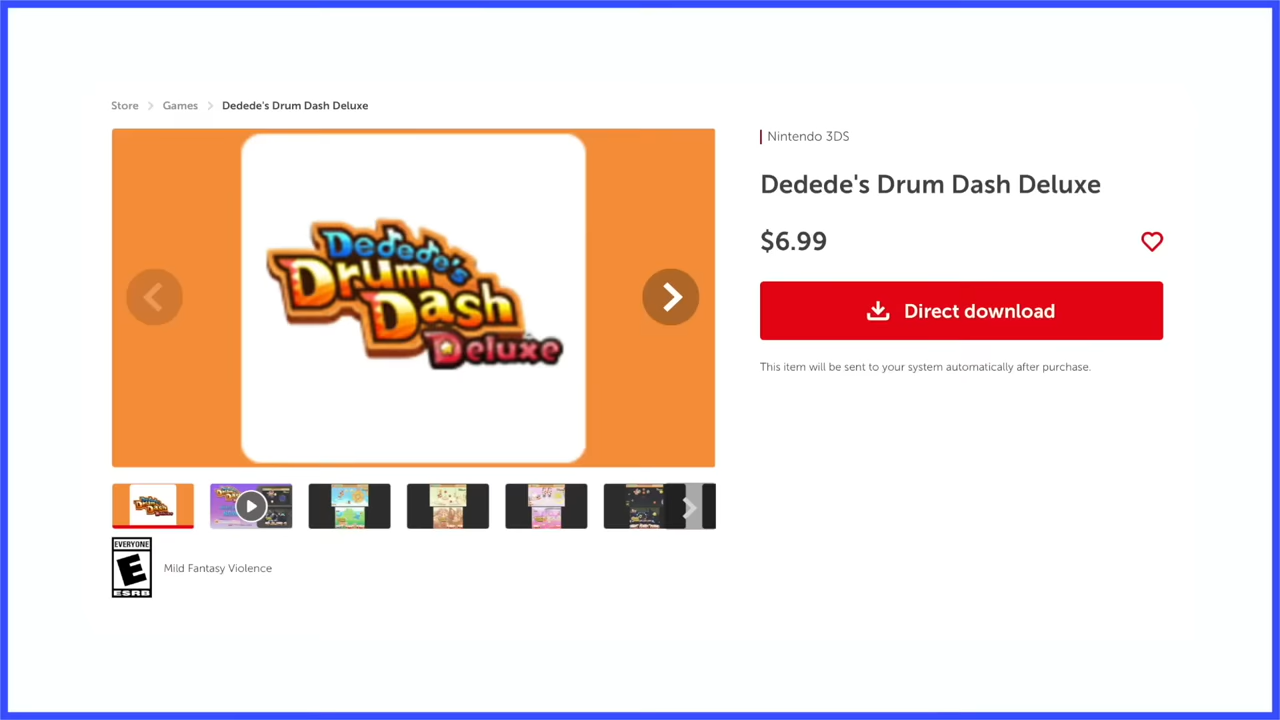 Store > Games > Dedede's Drum Dash Deluxe
Nintendo 3DS
Dedede's Drum Dash Deluxe
$6.99
Direct download
This item will be sent to your system automatically after purchase.
Dedede's
Drum
Dash
Deluxe
EVERYONE
E
ESRB
Mild Fantasy Violence